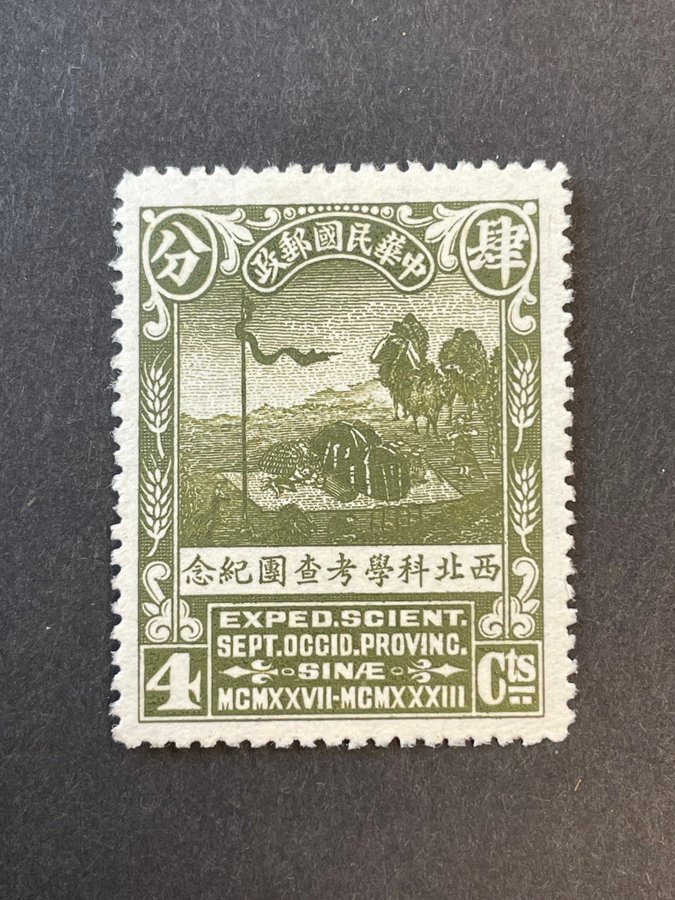 肆分
中華民國郵政
西北科學考查團紀念
EXPED.SCIENT.
SEPT.OCCID.PROVINC.
SINÆ
MCMXXVII-MCMXXXIII
4 Cts